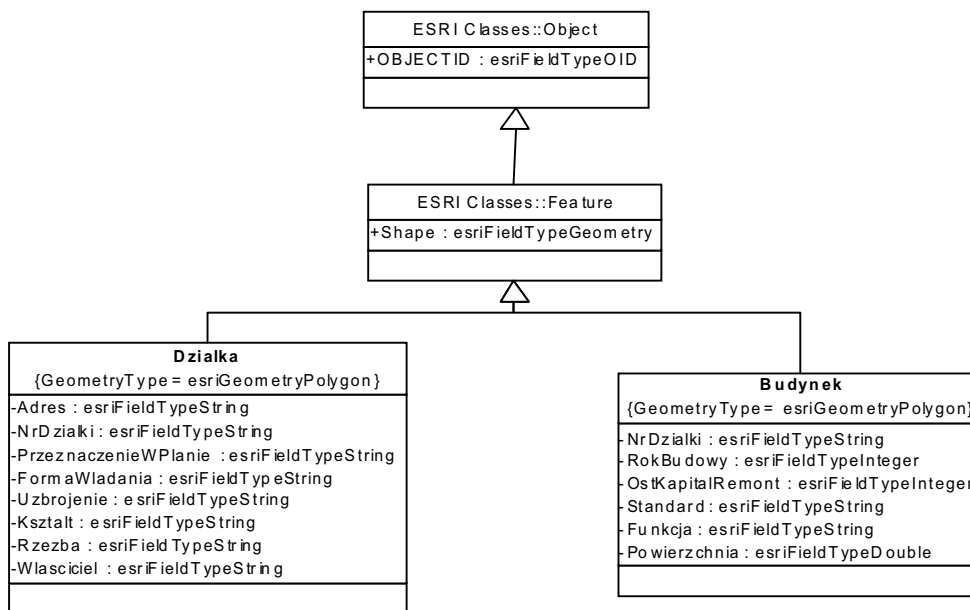 ESRI Classes::Object
+OBJECTID : esriFieldTypeOID
ESRI Classes::Feature
+Shape : esriFieldTypeGeometry
Dzialka
{GeometryType = esriGeometryPolygon}
-Adres : esriFieldTypeString
-NrDzialki : esriFieldTypeString
-PrzeznaczenieWPlanie : esriFieldTypeString
-FormaWladania : esriFieldTypeString
-Uzbrojenie : esriFieldTypeString
-Ksztalt : esriFieldTypeString
-Rzezba : esriFieldTypeString
-Wlasciciel : esriFieldTypeString
Budynek
{GeometryType = esriGeometryPolygon}
-NrDzialki : esriFieldTypeString
-RokBudowy : esriFieldTypeInteger
-OstKapitalRemont : esriFieldTypeInteger
-Standard : esriFieldTypeString
-Funkcja : esriFieldTypeString
-Powierzchnia : esriFieldTypeDouble